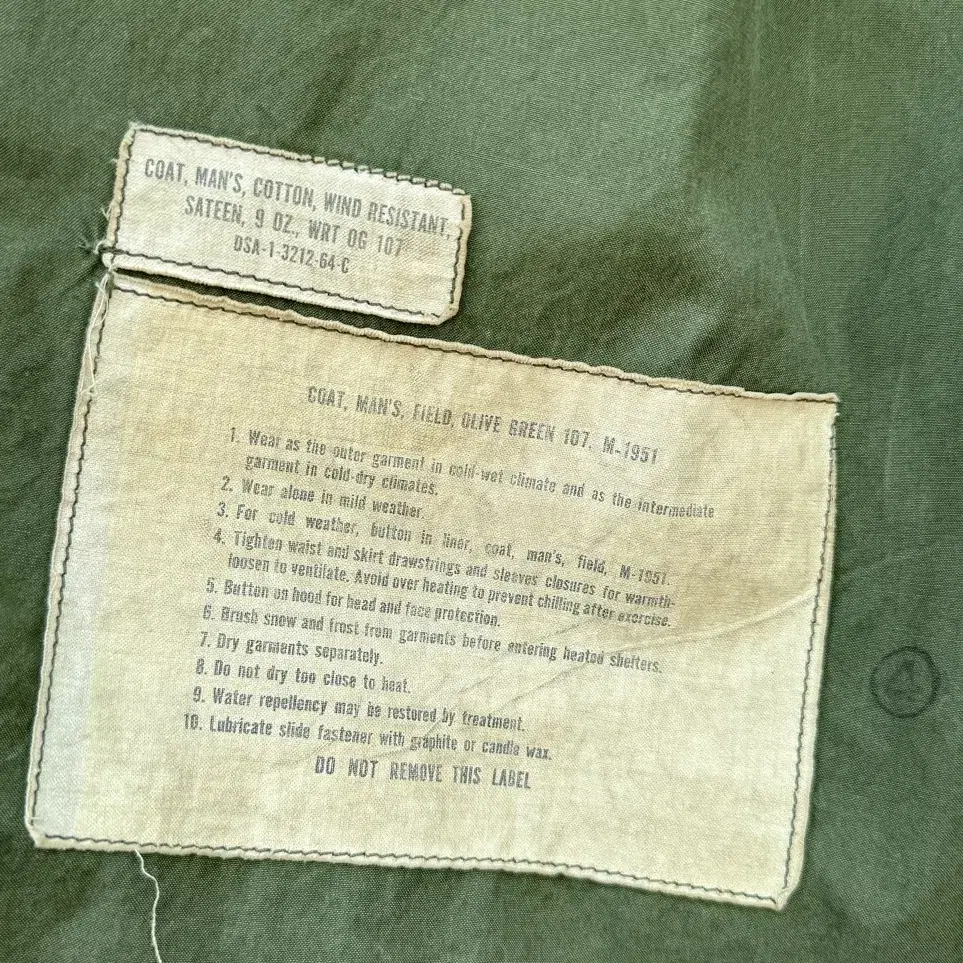 COAT, MAN'S, COTTON, WIND RESISTANT,
SATEEN, 9 OZ., WRT OG 107
DSA-1-3212-64-C
COAT, MAN'S, FIELD, OLIVE GREEN 107, M-1951
1. Wear as the outer garment in cold-wet climate and as the intermediate
garment in cold-dry climates.
2. Wear alone in mild weather.
3. For cold weather, button in liner, coat, man's, field, M-1951.
4. Tighten waist and skirt drawstrings and sleeves closures for warmth-
loosen to ventilate. Avoid over heating to prevent chilling after exercise.
5. Button on hood for head and face protection.
6. Brush snow and frost from garments before entering heated shelters.
7. Dry garments separately.
8. Do not dry too close to heat.
9. Water repellency may be restored by treatment.
10. Lubricate slide fastener with graphite or candle wax.
DO NOT REMOVE THIS LABEL